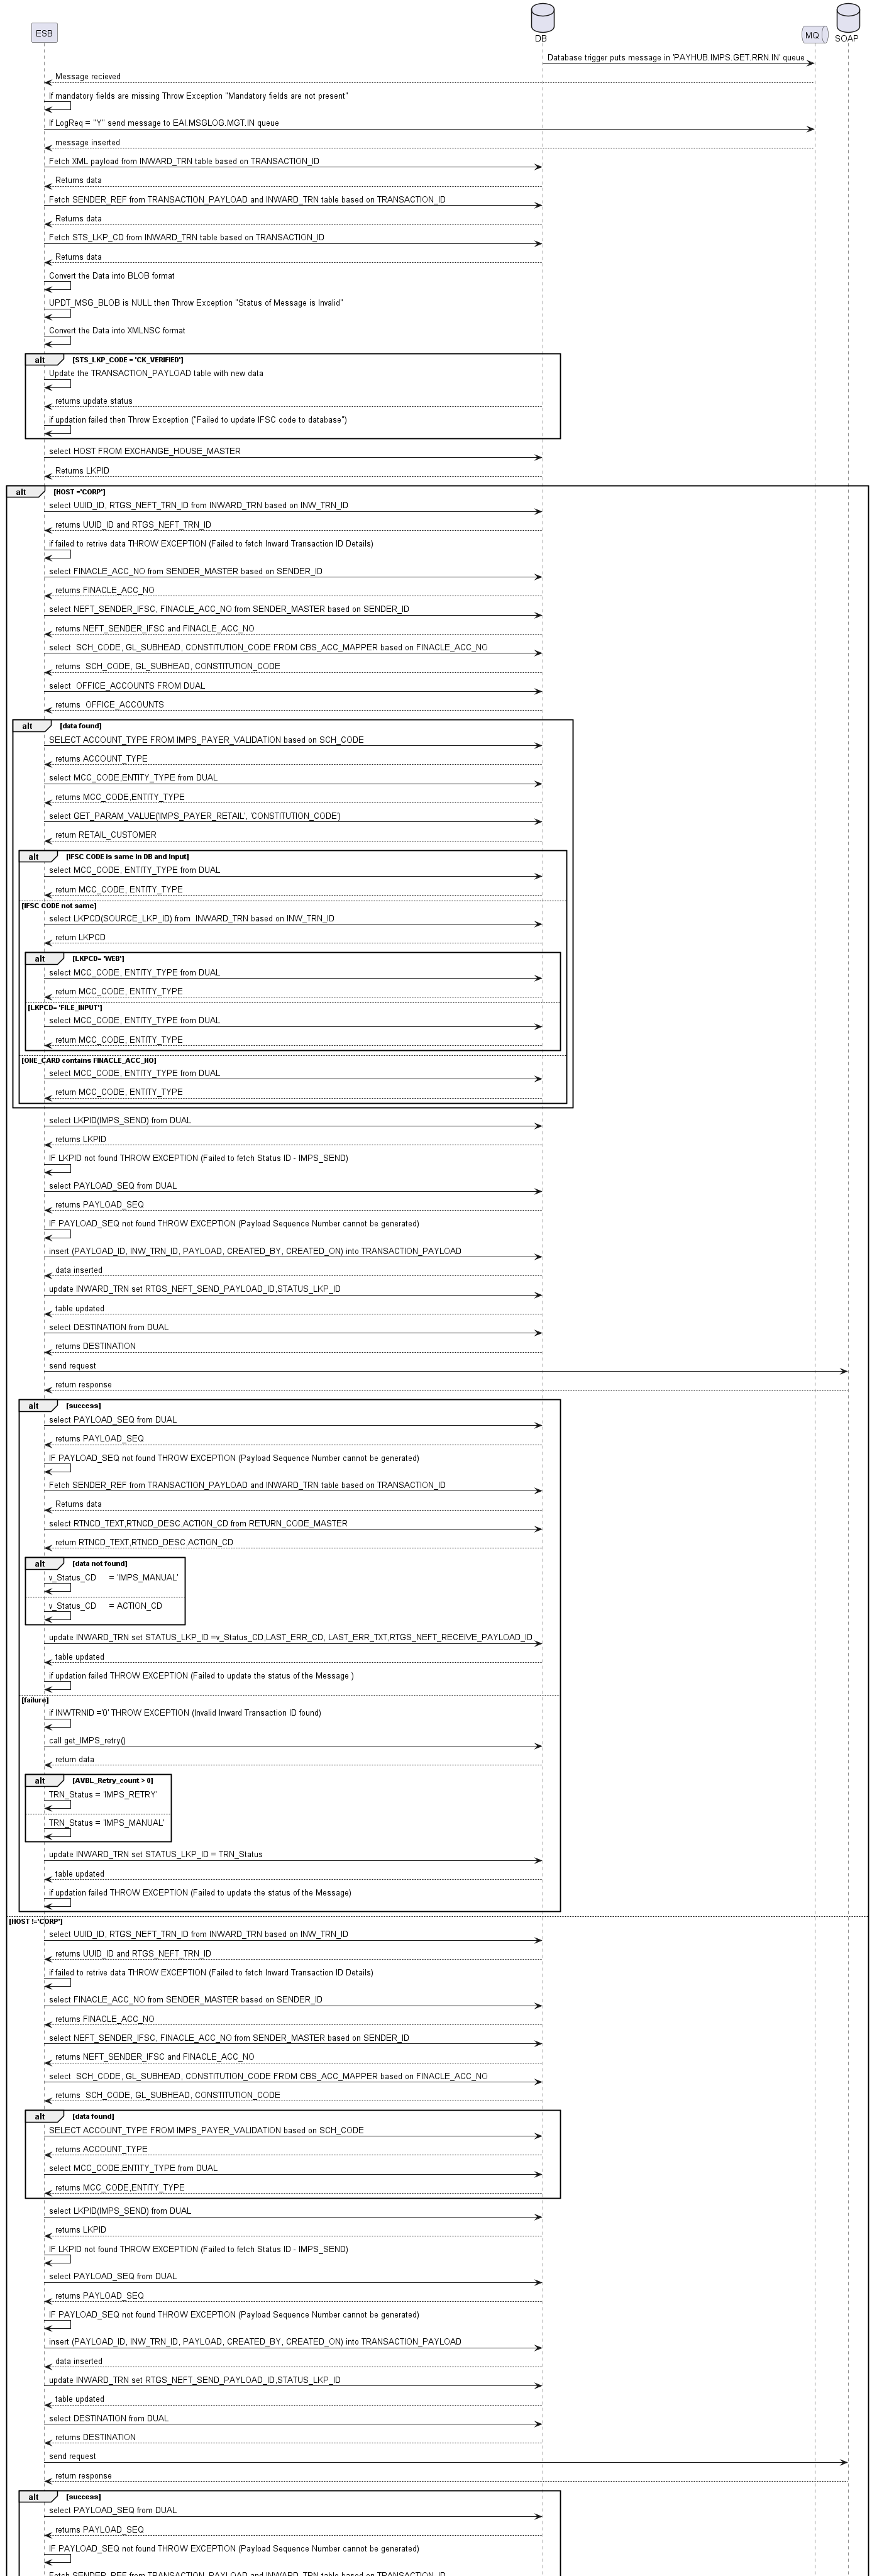 ESB
DB
MQ
SOAP
Database trigger puts message in 'PAYHUB.IMPS.GET.RRN.IN' queue
Message recieved
If mandatory fields are missing Throw Exception "Mandatory fields are not present"
If LogReq = "Y" send message to EAI.MSGLOG.MGT.IN queue
message inserted
Fetch XML payload from INWARD_TRN table based on TRANSACTION_ID
Returns data
Fetch SENDER_REF from TRANSACTION_PAYLOAD and INWARD_TRN table based on TRANSACTION_ID
Returns data
Fetch STS_LKP_CD from INWARD_TRN table based on TRANSACTION_ID
Returns data
Convert the Data into BLOB format
UPDT_MSG_BLOB is NULL then Throw Exception "Status of Message is Invalid"
Convert the Data into XMLNSC format
alt [STS_LKP_CODE = 'CK_VERIFIED']
Update the TRANSACTION_PAYLOAD table with new data
returns update status
if updation failed then Throw Exception ("Failed to update IFSC code to database")
select HOST FROM EXCHANGE_HOUSE_MASTER
Returns LKPID
alt [HOST ='CORP']
select UUID_ID, RTGS_NEFT_TRN_ID from INWARD_TRN based on INW_TRN_ID
returns UUID_ID and RTGS_NEFT_TRN_ID
if failed to retrive data THROW EXCEPTION (Failed to fetch Inward Transaction ID Details)
select FINACLE_ACC_NO from SENDER_MASTER based on SENDER_ID
returns FINACLE_ACC_NO
select NEFT_SENDER_IFSC, FINACLE_ACC_NO from SENDER_MASTER based on SENDER_ID
returns NEFT_SENDER_IFSC and FINACLE_ACC_NO
select  SCH_CODE, GL_SUBHEAD, CONSTITUTION_CODE FROM CBS_ACC_MAPPER based on FINACLE_ACC_NO
returns  SCH_CODE, GL_SUBHEAD, CONSTITUTION_CODE
select  OFFICE_ACCOUNTS FROM DUAL
returns  OFFICE_ACCOUNTS
alt [data found]
SELECT ACCOUNT_TYPE FROM IMPS_PAYER_VALIDATION based on SCH_CODE
returns ACCOUNT_TYPE
select MCC_CODE,ENTITY_TYPE from DUAL
returns MCC_CODE,ENTITY_TYPE
select GET_PARAM_VALUE('IMPS_PAYER_RETAIL', 'CONSTITUTION_CODE')
return RETAIL_CUSTOMER
alt [IFSC CODE is same in DB and Input]
select MCC_CODE, ENTITY_TYPE from DUAL
return MCC_CODE, ENTITY_TYPE
[IFSC CODE not same]
select LKPCD(SOURCE_LKP_ID) from  INWARD_TRN based on INW_TRN_ID
return LKPCD
alt [LKPCD= 'WEB']
select MCC_CODE, ENTITY_TYPE from DUAL
return MCC_CODE, ENTITY_TYPE
[LKPCD= 'FILE_INPUT']
select MCC_CODE, ENTITY_TYPE from DUAL
return MCC_CODE, ENTITY_TYPE
[ONE_CARD contains FINACLE_ACC_NO]
select MCC_CODE, ENTITY_TYPE from DUAL
return MCC_CODE, ENTITY_TYPE
select LKPID(IMPS_SEND) from DUAL
returns LKPID
IF LKPID not found THROW EXCEPTION (Failed to fetch Status ID - IMPS_SEND)
select PAYLOAD_SEQ from DUAL
returns PAYLOAD_SEQ
IF PAYLOAD_SEQ not found THROW EXCEPTION (Payload Sequence Number cannot be generated)
insert (PAYLOAD_ID, INW_TRN_ID, PAYLOAD, CREATED_BY, CREATED_ON) into TRANSACTION_PAYLOAD
data inserted
update INWARD_TRN set RTGS_NEFT_SEND_PAYLOAD_ID,STATUS_LKP_ID
table updated
select DESTINATION from DUAL
returns DESTINATION
send request
return response
alt [success]
select PAYLOAD_SEQ from DUAL
returns PAYLOAD_SEQ
IF PAYLOAD_SEQ not found THROW EXCEPTION (Payload Sequence Number cannot be generated)
Fetch SENDER_REF from TRANSACTION_PAYLOAD and INWARD_TRN table based on TRANSACTION_ID
Returns data
select RTNCD_TEXT,RTNCD_DESC,ACTION_CD from RETURN_CODE_MASTER
return RTNCD_TEXT,RTNCD_DESC,ACTION_CD
alt [data not found]
v_Status_CD     = 'IMPS_MANUAL'
v_Status_CD     = ACTION_CD
update INWARD_TRN set STATUS_LKP_ID =v_Status_CD,LAST_ERR_CD, LAST_ERR_TXT,RTGS_NEFT_RECEIVE_PAYLOAD_ID
table updated
if updation failed THROW EXCEPTION (Failed to update the status of the Message )
[failure]
if INWTRNID ='0' THROW EXCEPTION (Invalid Inward Transaction ID found)
call get_IMPS_retry()
return data
alt [AVBL_Retry_count > 0]
TRN_Status = 'IMPS_RETRY'
TRN_Status = 'IMPS_MANUAL'
update INWARD_TRN set STATUS_LKP_ID = TRN_Status
table updated
if updation failed THROW EXCEPTION (Failed to update the status of the Message)
[HOST !='CORP']
select UUID_ID, RTGS_NEFT_TRN_ID from INWARD_TRN based on INW_TRN_ID
returns UUID_ID and RTGS_NEFT_TRN_ID
if failed to retrive data THROW EXCEPTION (Failed to fetch Inward Transaction ID Details)
select FINACLE_ACC_NO from SENDER_MASTER based on SENDER_ID
returns FINACLE_ACC_NO
select NEFT_SENDER_IFSC, FINACLE_ACC_NO from SENDER_MASTER based on SENDER_ID
returns NEFT_SENDER_IFSC and FINACLE_ACC_NO
select  SCH_CODE, GL_SUBHEAD, CONSTITUTION_CODE FROM CBS_ACC_MAPPER based on FINACLE_ACC_NO
returns  SCH_CODE, GL_SUBHEAD, CONSTITUTION_CODE
alt [data found]
SELECT ACCOUNT_TYPE FROM IMPS_PAYER_VALIDATION based on SCH_CODE
returns ACCOUNT_TYPE
select MCC_CODE,ENTITY_TYPE from DUAL
returns MCC_CODE,ENTITY_TYPE
select LKPID(IMPS_SEND) from DUAL
returns LKPID
IF LKPID not found THROW EXCEPTION (Failed to fetch Status ID - IMPS_SEND)
select PAYLOAD_SEQ from DUAL
returns PAYLOAD_SEQ
IF PAYLOAD_SEQ not found THROW EXCEPTION (Payload Sequence Number cannot be generated)
insert (PAYLOAD_ID, INW_TRN_ID, PAYLOAD, CREATED_BY, CREATED_ON) into TRANSACTION_PAYLOAD
data inserted
update INWARD_TRN set RTGS_NEFT_SEND_PAYLOAD_ID,STATUS_LKP_ID
table updated
select DESTINATION from DUAL
returns DESTINATION
send request
return response
alt [success]
select PAYLOAD_SEQ from DUAL
returns PAYLOAD_SEQ
IF PAYLOAD_SEQ not found THROW EXCEPTION (Payload Sequence Number cannot be generated)
Fetch SENDER_REF from TRANSACTION_PAYLOAD and INWARD_TRN table based on TRANSACTION_ID